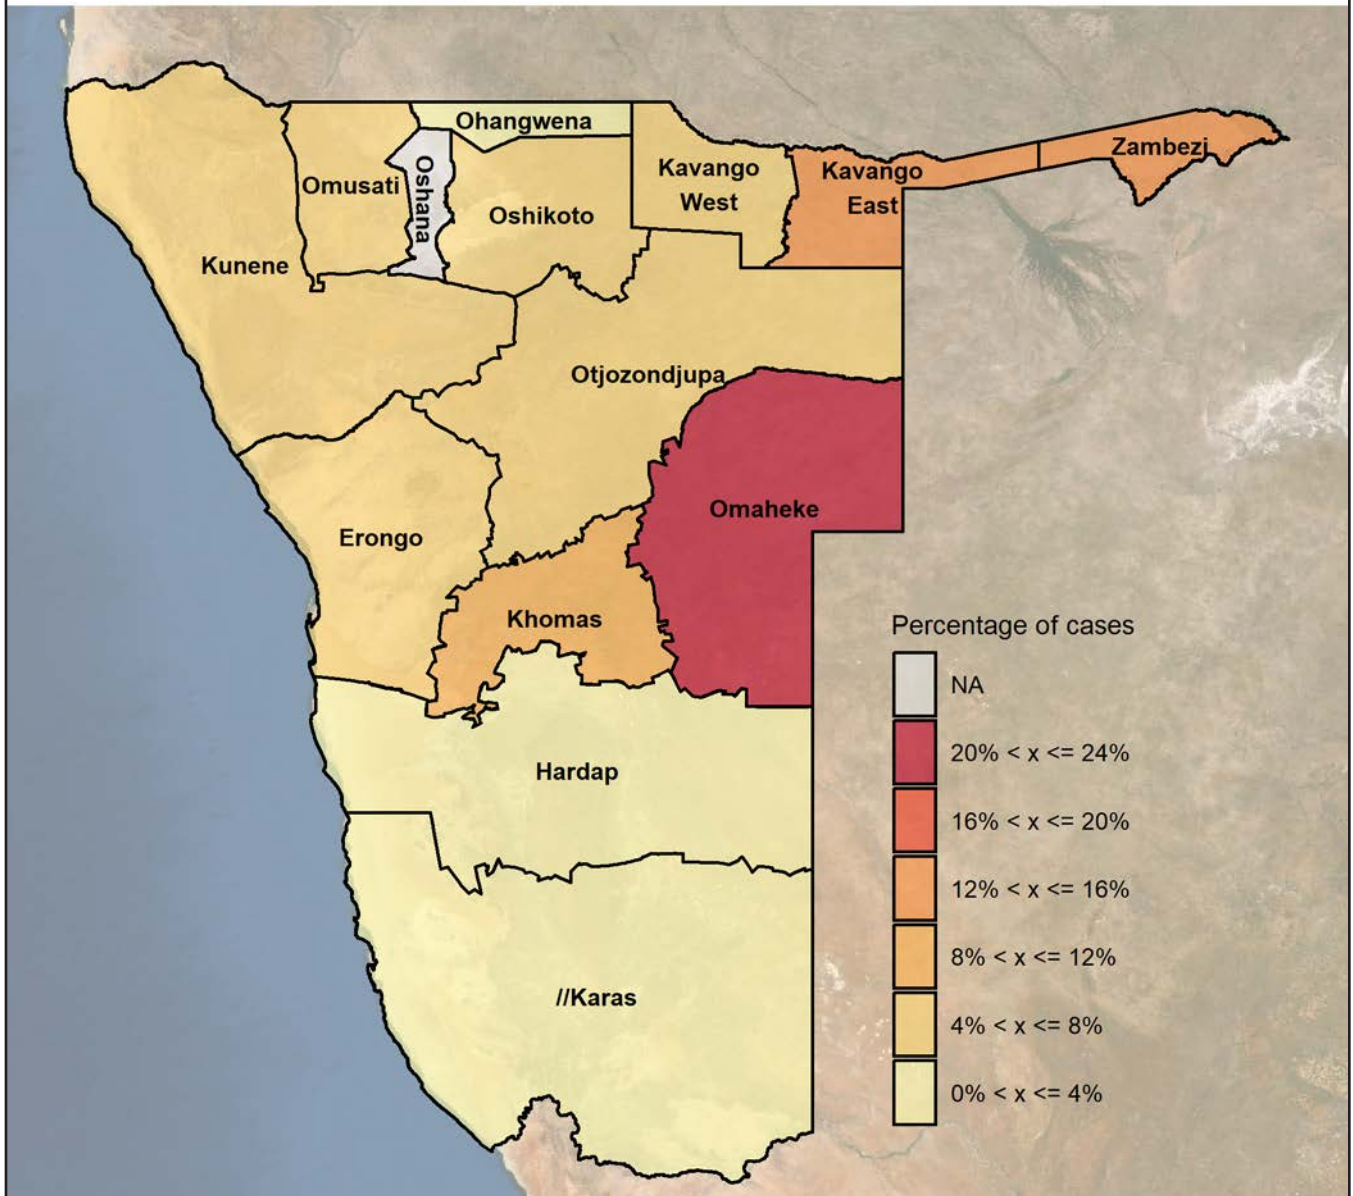 Ohangwena
Zambezi
Kavango
West
Kavango
East
Omusati
Oshana
Oshikoto
Kunene
Otjozondjupa
Omaheke
Erongo
Khomas
Hardap
//Karas
Percentage of cases
NA
20% < x <= 24%
16% < x <= 20%
12% < x <= 16%
8% < x <= 12%
4% < x <= 8%
0% < x <= 4%